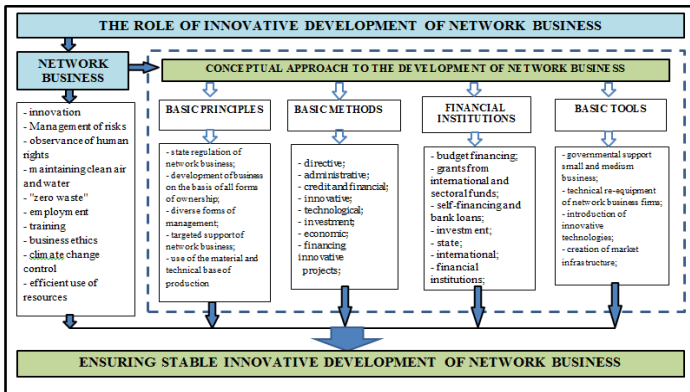 THE ROLE OF INNOVATIVE DEVELOPMENT OF NETWORK BUSINESS
NETWORK
BUSINESS
CONCEPTUAL APPROACH TO THE DEVELOPMENT OF NETWORK BUSINESS
- innovation
- Management of risks
- observance of human
rights
- maintaining clean air
and water
- "zero waste"
- employment
- training
- business ethics
- climate change
control
- efficient use of
resources
BASIC PRINCIPLES
- state regulation of
network business;
- development of business
on the basis of all forms
of ownership;
- diverse forms of
management;
- targeted support of
network business;
- use of the material and
technical base of
production
BASIC METHODS
- directive;
- administrative;
- credit and financial;
- innovative;
- technological;
- investment;
- economic;
- financing
innovative
projects;
FINANCIAL
INSTITUTIONS
- budget financing;
- grants from
international and
sectoral funds;
- self-financing and
bank loans;
- investment;
- state;
- international;
- financial
institutions;
BASIC TOOLS
- governmental support
small and medium
business;
- technical re-equipment
of network business firms;
- introduction of
innovative
technologies;
- creation of market
infrastructure;
ENSURING STABLE INNOVATIVE DEVELOPMENT OF NETWORK BUSINESS